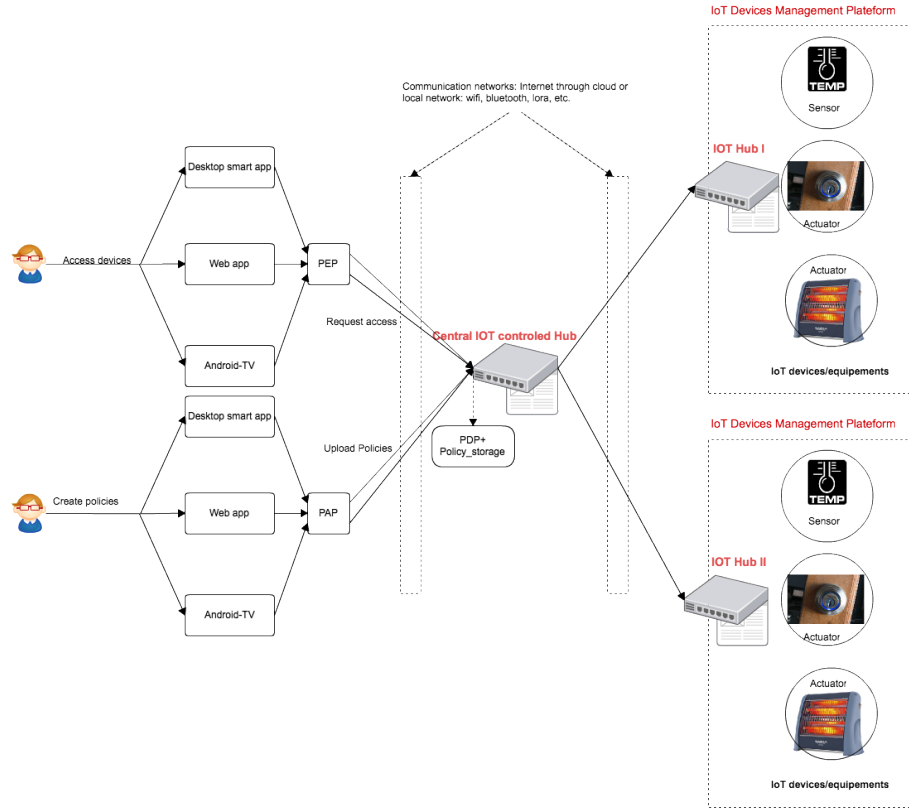 IoT Devices Management Plateform
TEMP
Sensor
Communication networks: Internet through cloud or
local network: wifi, bluetooth, lora, etc.
IOT Hub I
Actuator
Desktop smart app
Access devices
Web app
PEP
Actuator
Request access
Central IOT controled Hub
Android-TV
IoT devices/equipements
Desktop smart app
IoT Devices Management Plateform
Upload Policies
PDP+
Policy_storage
TEMP
Sensor
Create policies
Web app
PAP
IOT Hub II
Android-TV
Actuator
Actuator
IoT devices/equipements